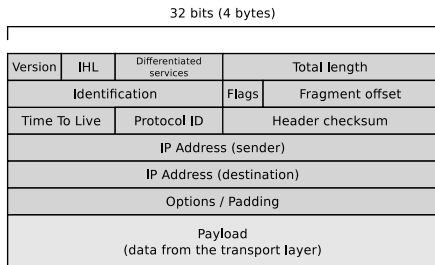 32 bits (4 bytes)
Version IHL Differentiated services Total length
Identification Flags Fragment offset
Time To Live Protocol ID Header checksum
IP Address (sender)
IP Address (destination)
Options / Padding
Payload
(data from the transport layer)